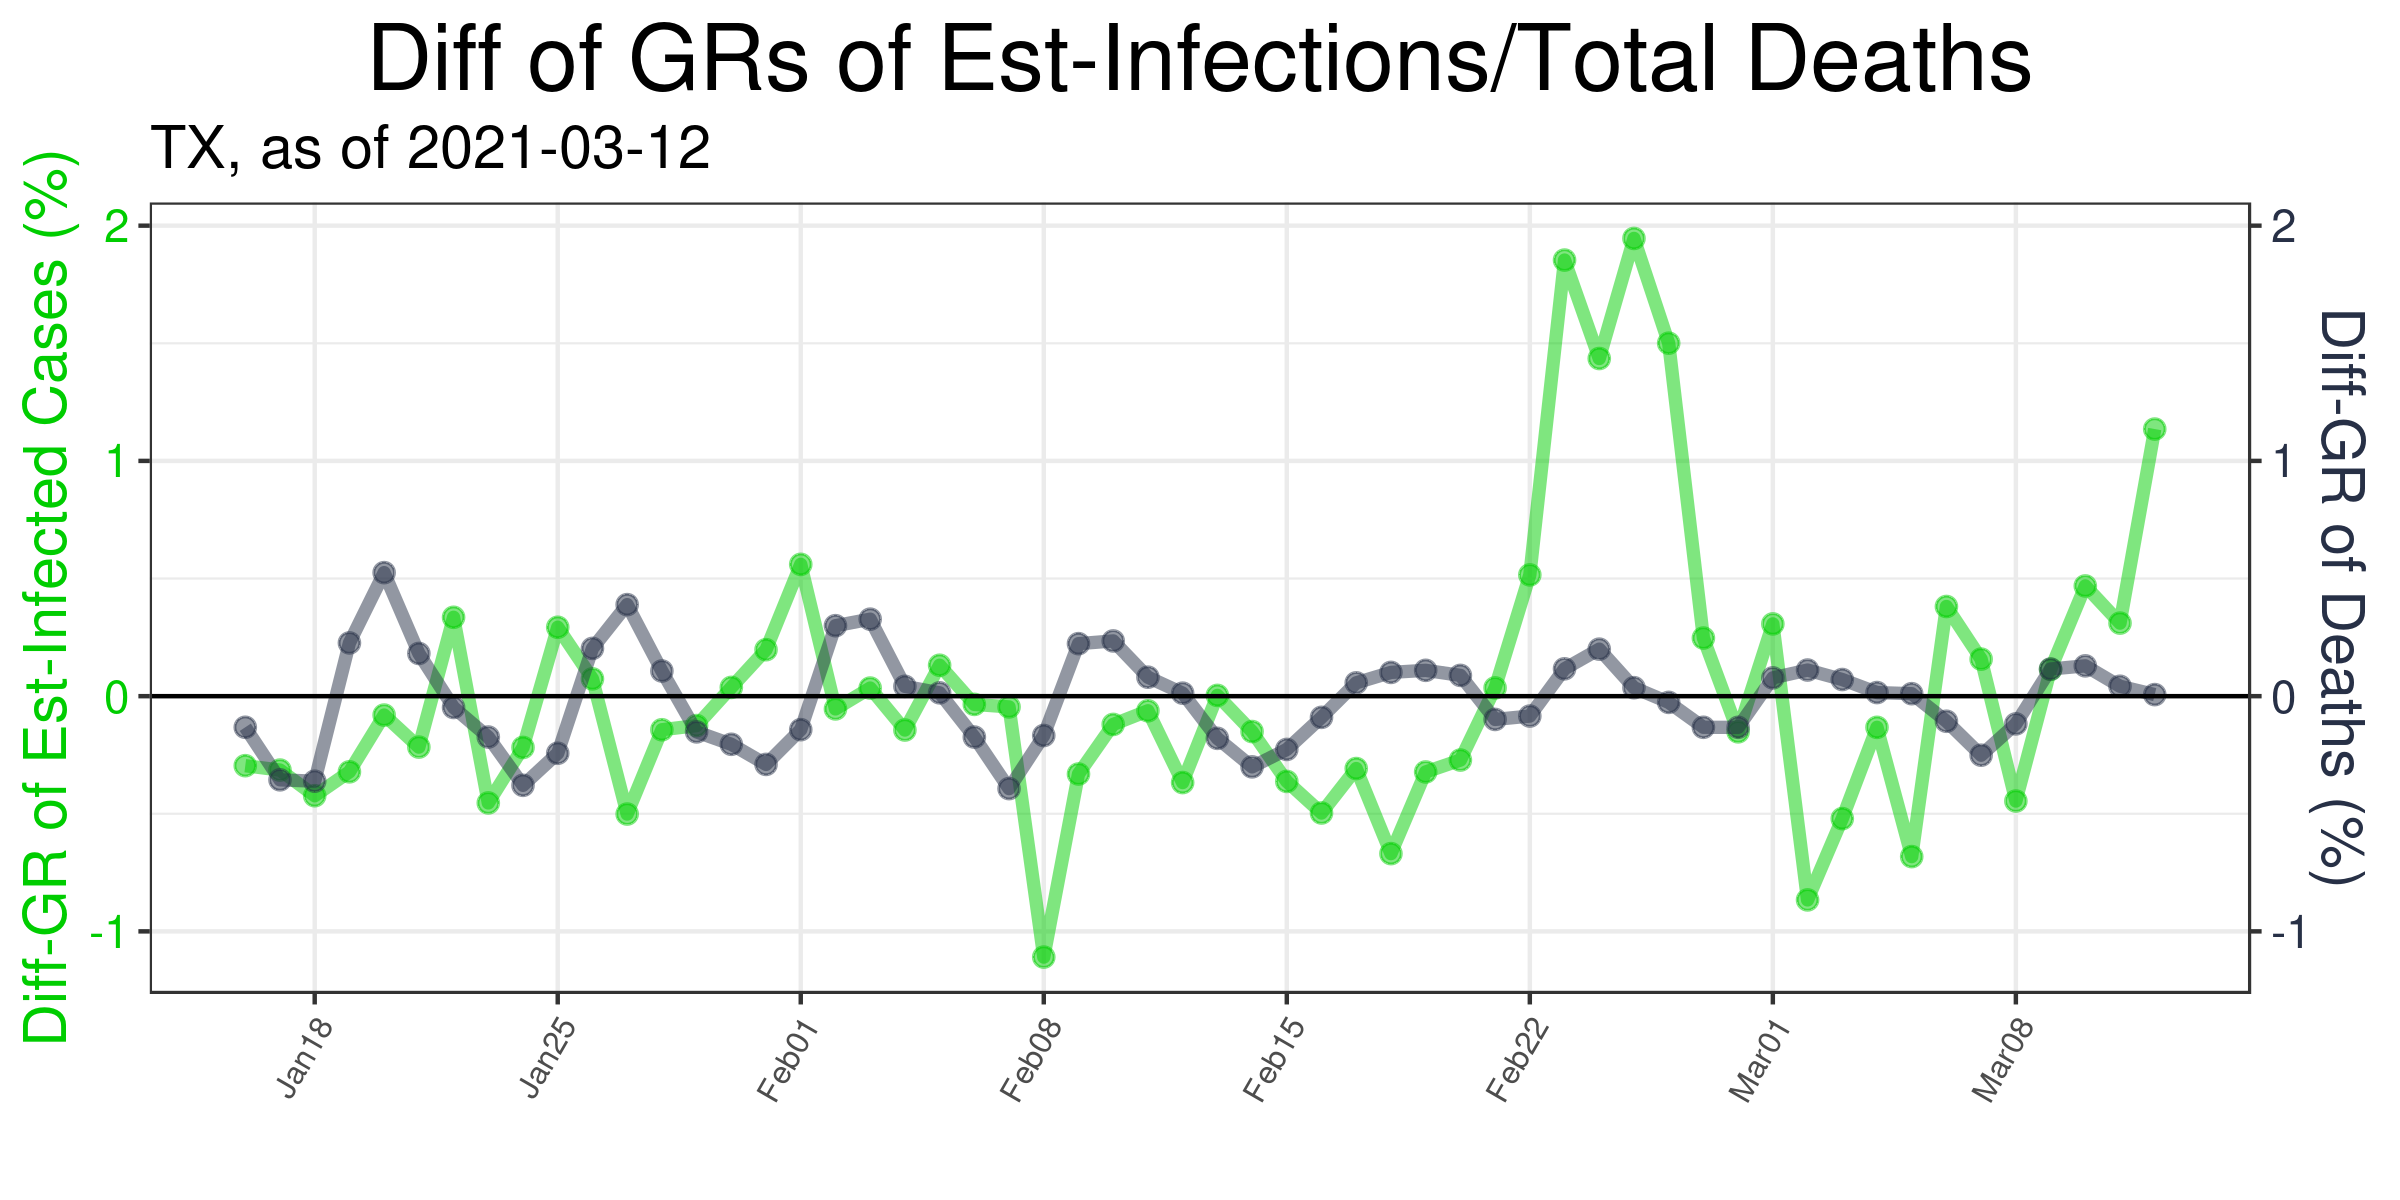 Diff of GRs of Est-Infections/Total Deaths
TX, as of 2021-03-12
Diff-GR of Est-Infected Cases (%)
2
1
0
-1
2
1
0
-1
Diff-GR of Deaths (%)
Jan18
Jan25
Feb01
Feb08
Feb15
Feb22
Mar01
Mar08